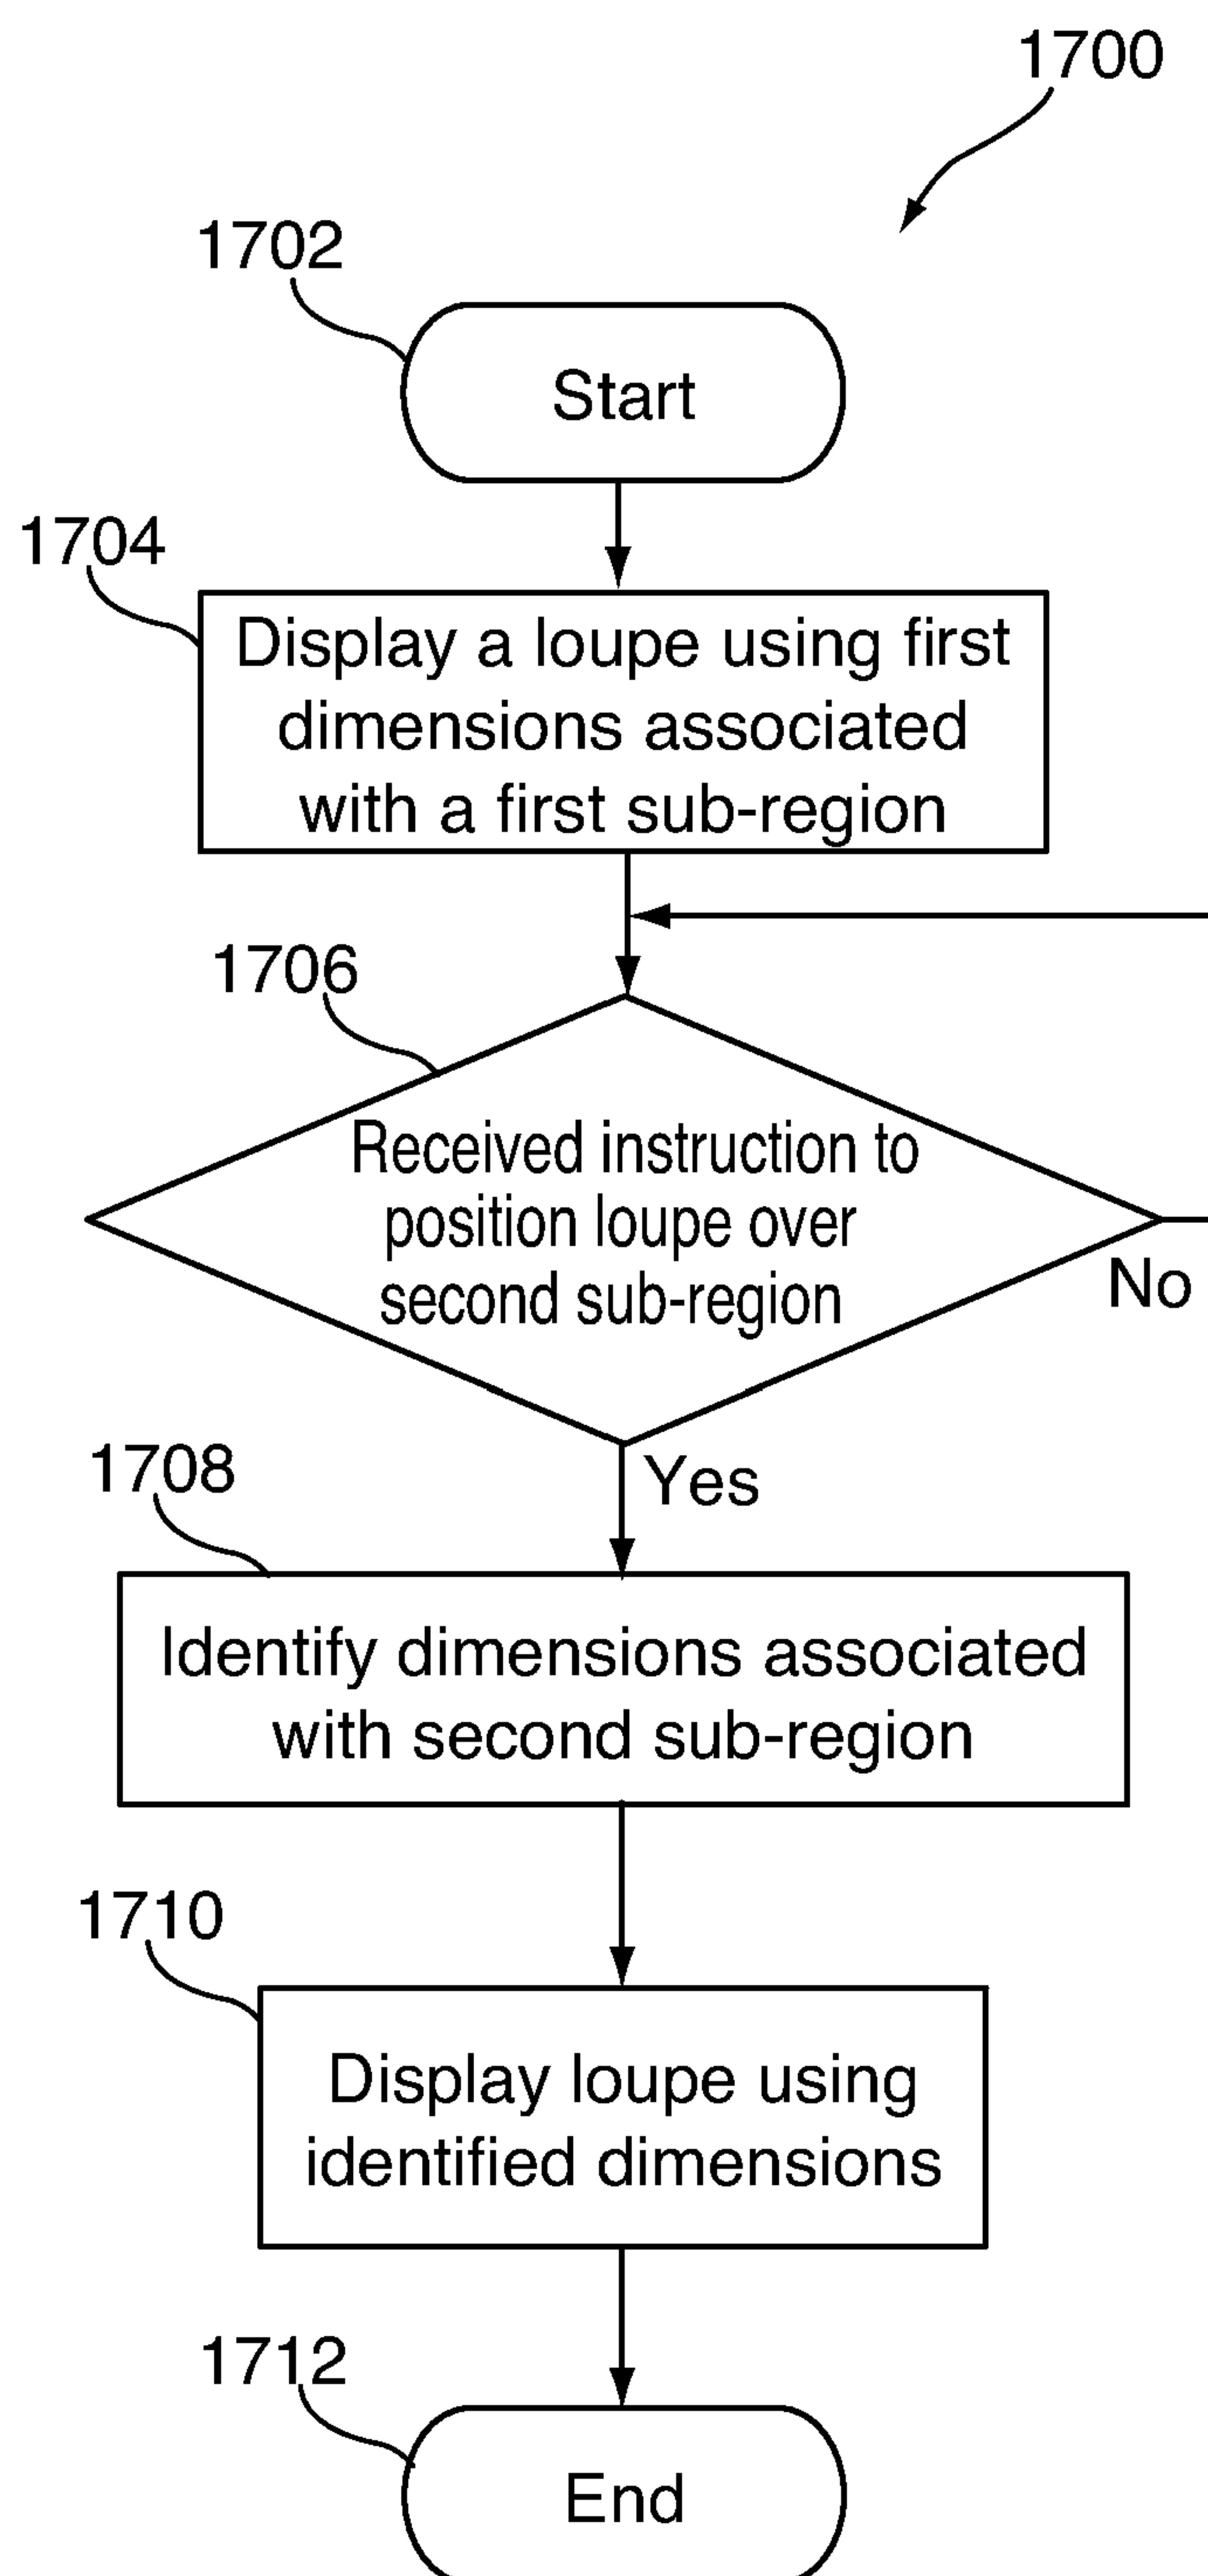 1700
1702
Start
1704
Display a loupe using first
dimensions associated
with a first sub-region
1706
Received instruction to
position loupe over
second sub-region
No
Yes
1708
Identify dimensions associated
with second sub-region
1710
Display loupe using
identified dimensions
1712
End